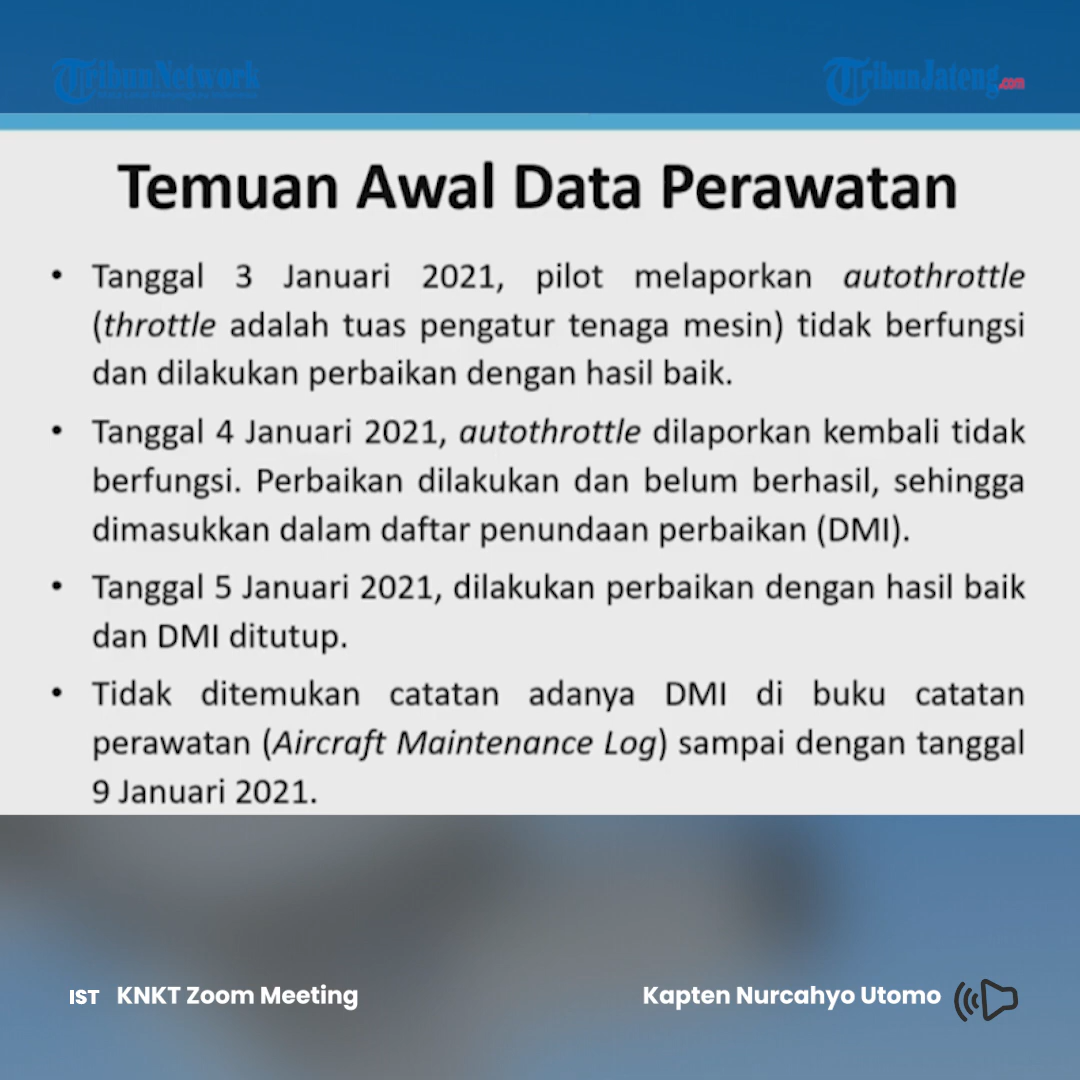 TribunNetwork
TribunJateng.com
Temuan Awal Data Perawatan
• Tanggal 3 Januari 2021, pilot melaporkan autothrottle
(throttle adalah tuas pengatur tenaga mesin) tidak berfungsi
dan dilakukan perbaikan dengan hasil baik.
• Tanggal 4 Januari 2021, autothrottle dilaporkan kembali tidak
berfungsi. Perbaikan dilakukan dan belum berhasil, sehingga
dimasukkan dalam daftar penundaan perbaikan (DMI).
• Tanggal 5 Januari 2021, dilakukan perbaikan dengan hasil baik
dan DMI ditutup.
• Tidak ditemukan catatan adanya DMI di buku catatan
perawatan (Aircraft Maintenance Log) sampai dengan tanggal
9 Januari 2021.
IST KNKT Zoom Meeting
Kapten Nurcahyo Utomo